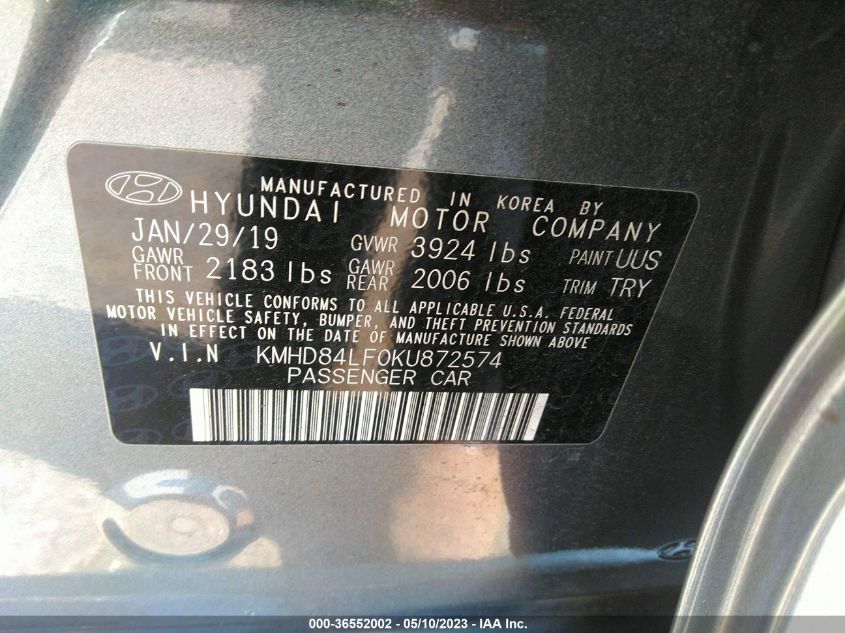 MANUFACTURED IN KOREA BY
HYUNDAI MOTOR COMPANY
JAN/29/19 GVWR 3924 lbs PAINT UUS
GAWR FRONT 2183 lbs GAWR REAR 2006 lbs TRIM TRY
THIS VEHICLE CONFORMS TO ALL APPLICABLE U.S.A. FEDERAL
MOTOR VEHICLE SAFETY, BUMPER, AND THEFT PREVENTION STANDARDS
IN EFFECT ON THE DATE OF MANUFACTURE SHOWN ABOVE.
V.I.N KMHD84LF0KU872574
PASSENGER CAR
000-36552002 - 05/10/2023 - IAA Inc.